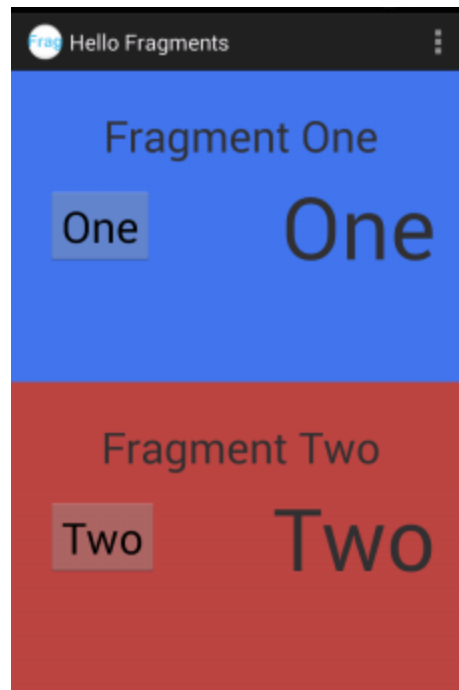 Frag Hello Fragments
Fragment One
One One
Fragment Two
Two Two